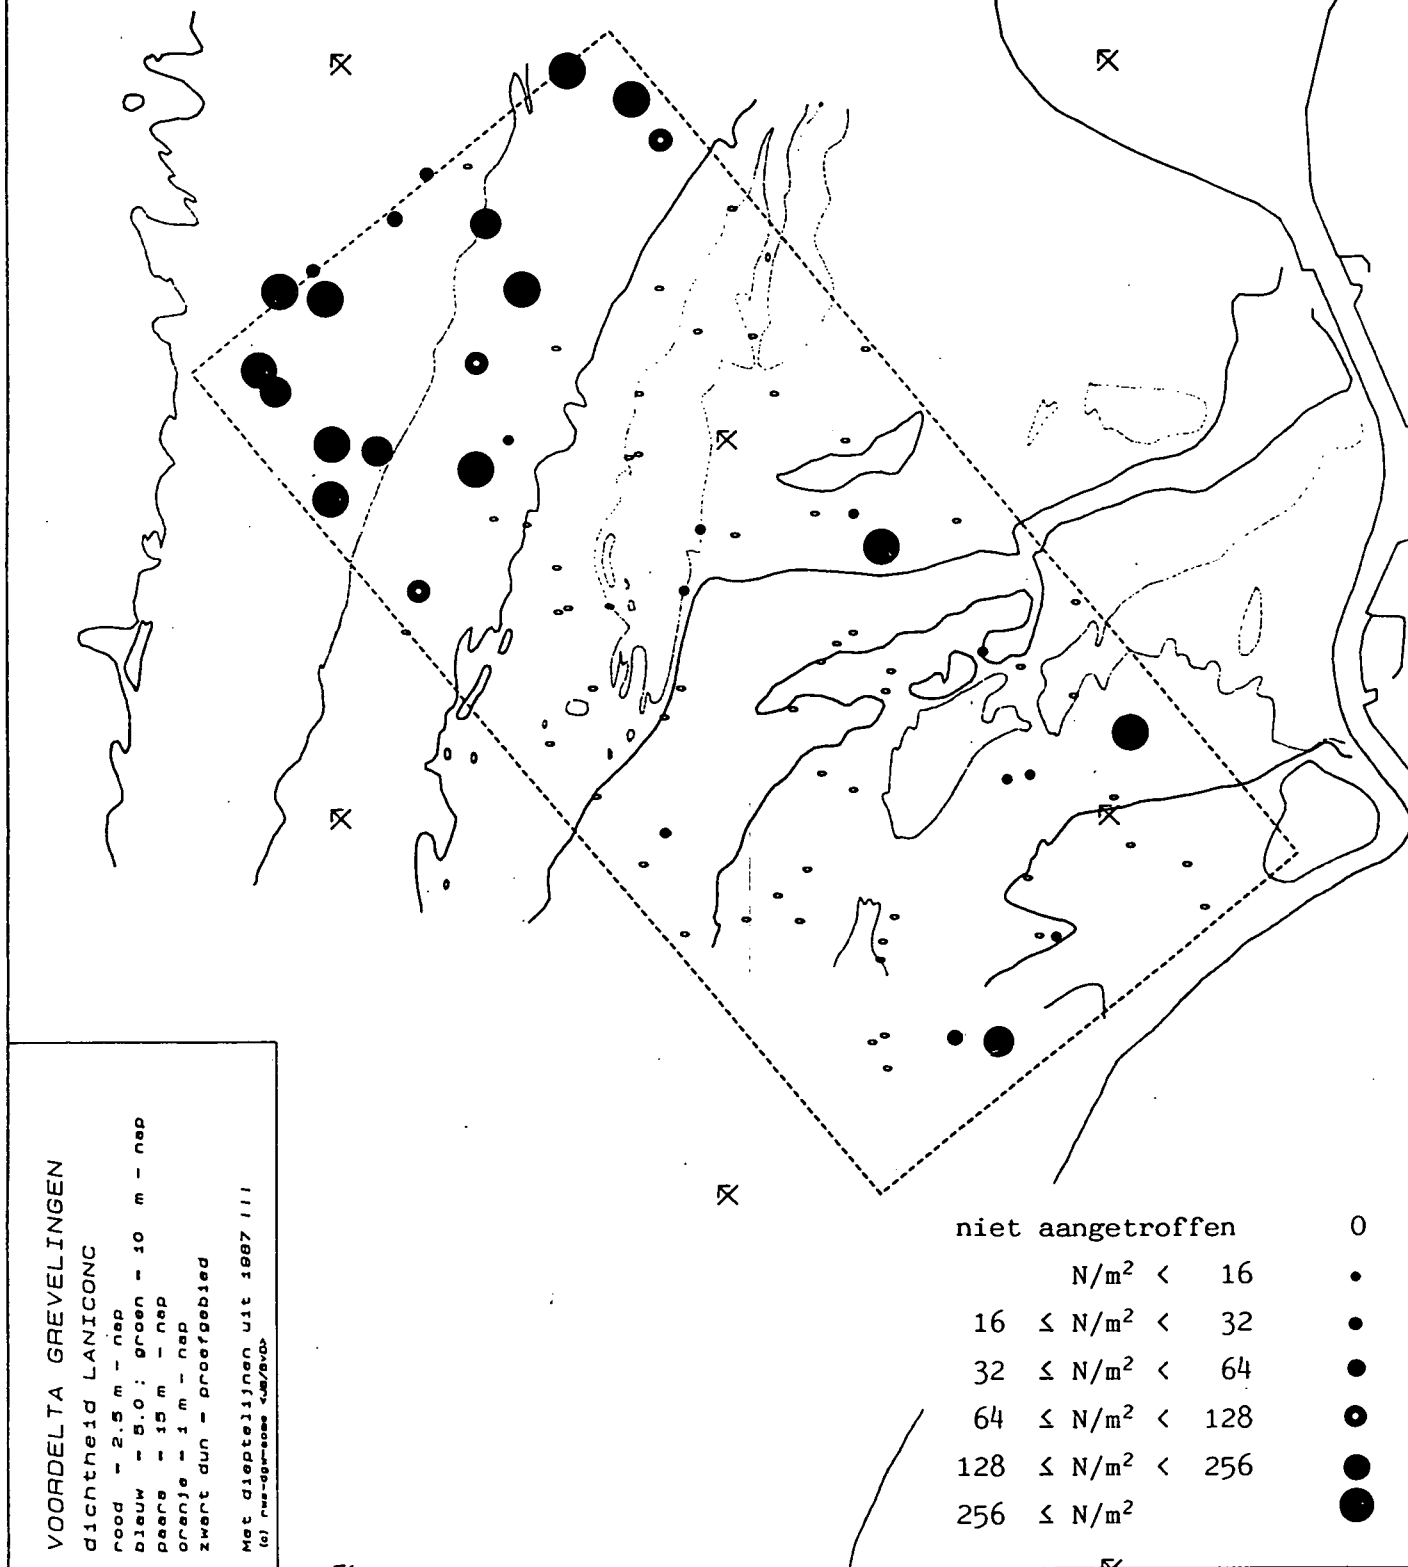 niet aangetroffen O
N/m² < 16
16 ≤ N/m² < 32
32 ≤ N/m² < 64
64 ≤ N/m² < 128
128 ≤ N/m² < 256
256 ≤ N/m²
VOORDELTA GREVELINGEN
dichtheid LANICONC
rood - 2.5 m - nap
blauw - 5.0 ; groen - 10 m - nap
paars - 15 m - nap
oranje - 1 m - nap
zwart dun - proefgebied
Met dieptelijnen uit 1987 !!!